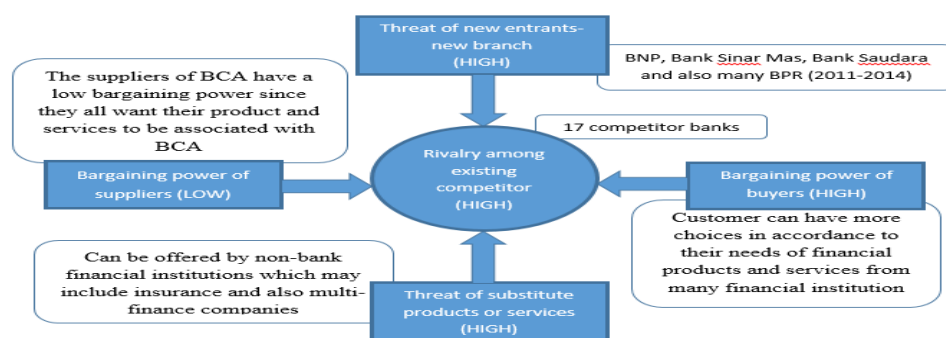 Threat of new entrants-
new branch
(HIGH)
BNP, Bank Sinar Mas, Bank Saudara
and also many BPR (2011-2014)
The suppliers of BCA have a
low bargaining power since
they all want their product and
services to be associated with
BCA
17 competitor banks
Rivalry among
existing
competitor
(HIGH)
Bargaining power of
suppliers (LOW)
Bargaining power of
buyers (HIGH)
Customer can have more
choices in accordance to
their needs of financial
products and services from
many financial institution
Can be offered by non-bank
financial institutions which may
include insurance and also multi-
finance companies
Threat of substitute
products or services
(HIGH)